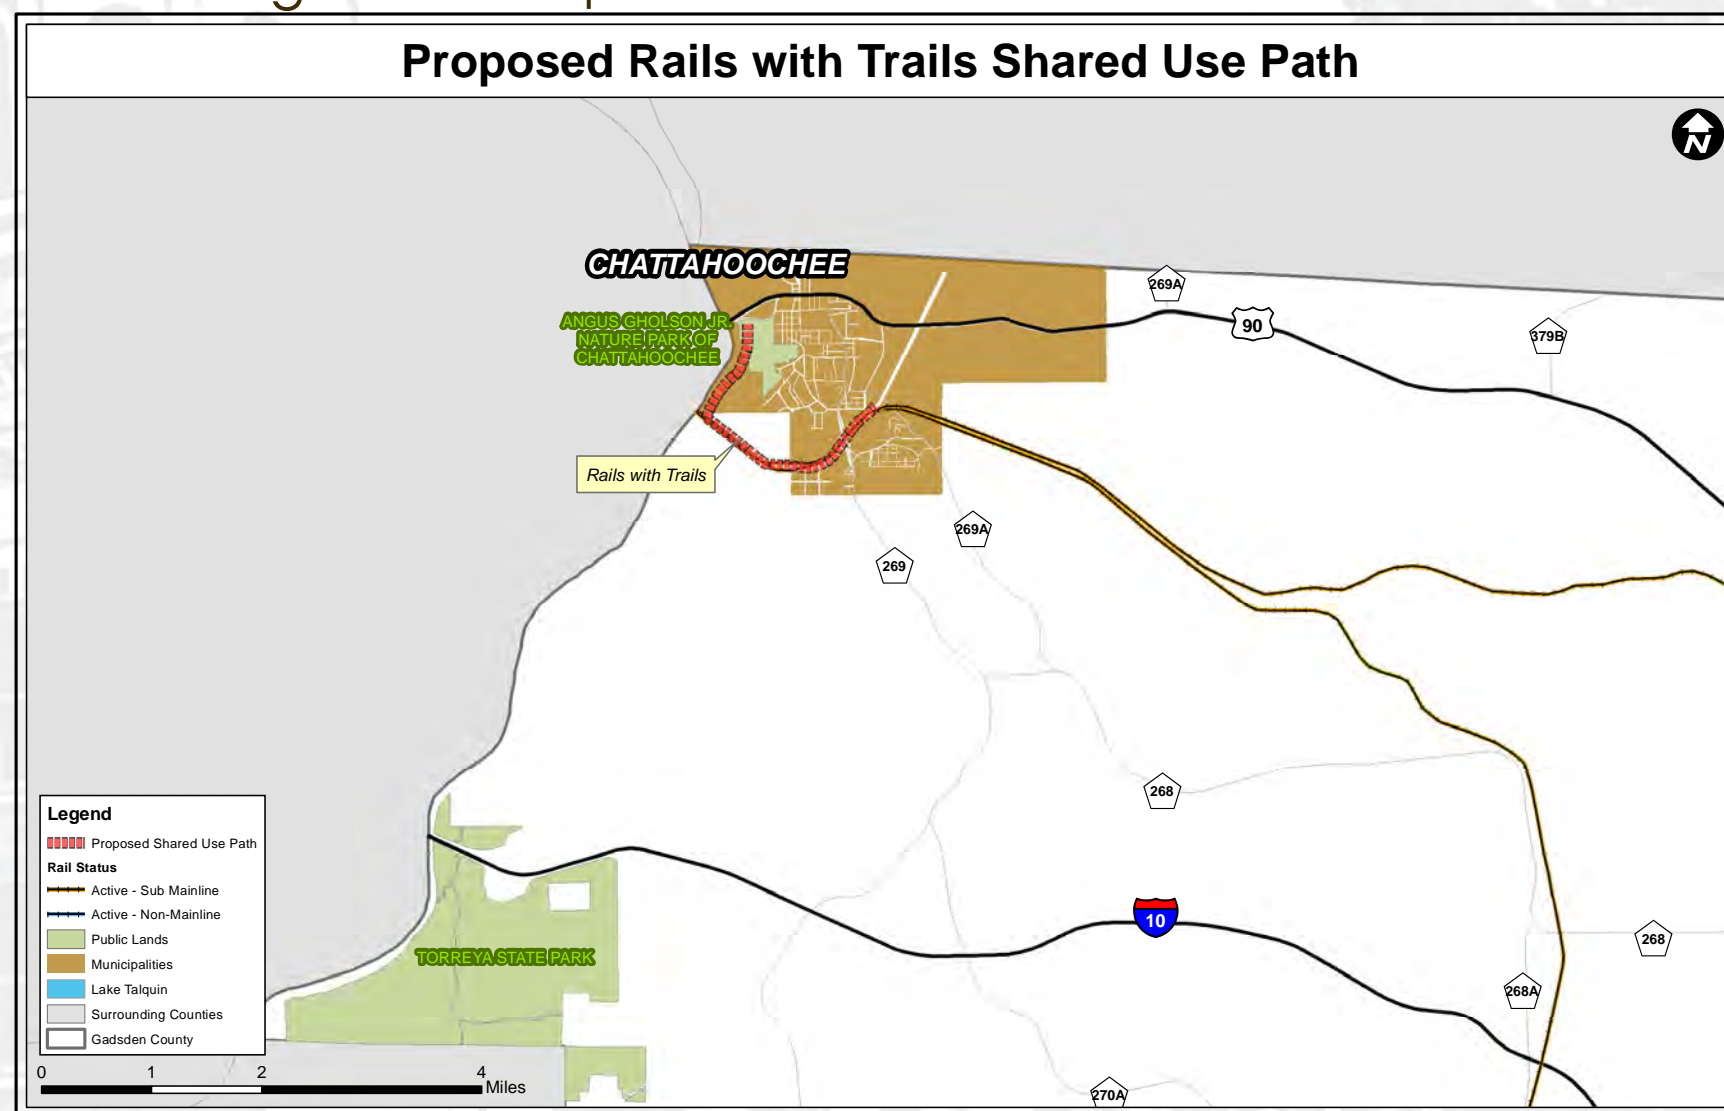 Proposed Rails with Trails Shared Use Path
N
CHATTAHOOCHEE
269A
ANGUS GHOLSON JR.
NATURE PARK OF
CHATTAHOOCHEE
90
379B
Rails with Trails
269A
269
268
Legend
Proposed Shared Use Path
Rail Status
Active - Sub Mainline
Active - Non-Mainline
Public Lands
Municipalities
Lake Talquin
Surrounding Counties
Gadsden County
10
268
TORREYA STATE PARK
268A
0 1 2 4
Miles
270A